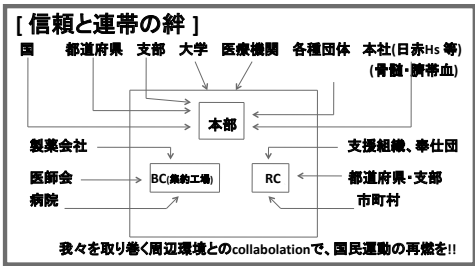 [ 信頼と連帯の絆 ]
国 都道府県 支部 大学 医療機関 各種団体 本社(日赤Hs 等)
(骨髄・臍帯血)
本部
製薬会社 支援組織、奉仕団
医師会 BC(集約工場) RC 都道府県・支部
病院 市町村
我々を取り巻く周辺環境とのcollabolationで、国民運動の再燃を!!